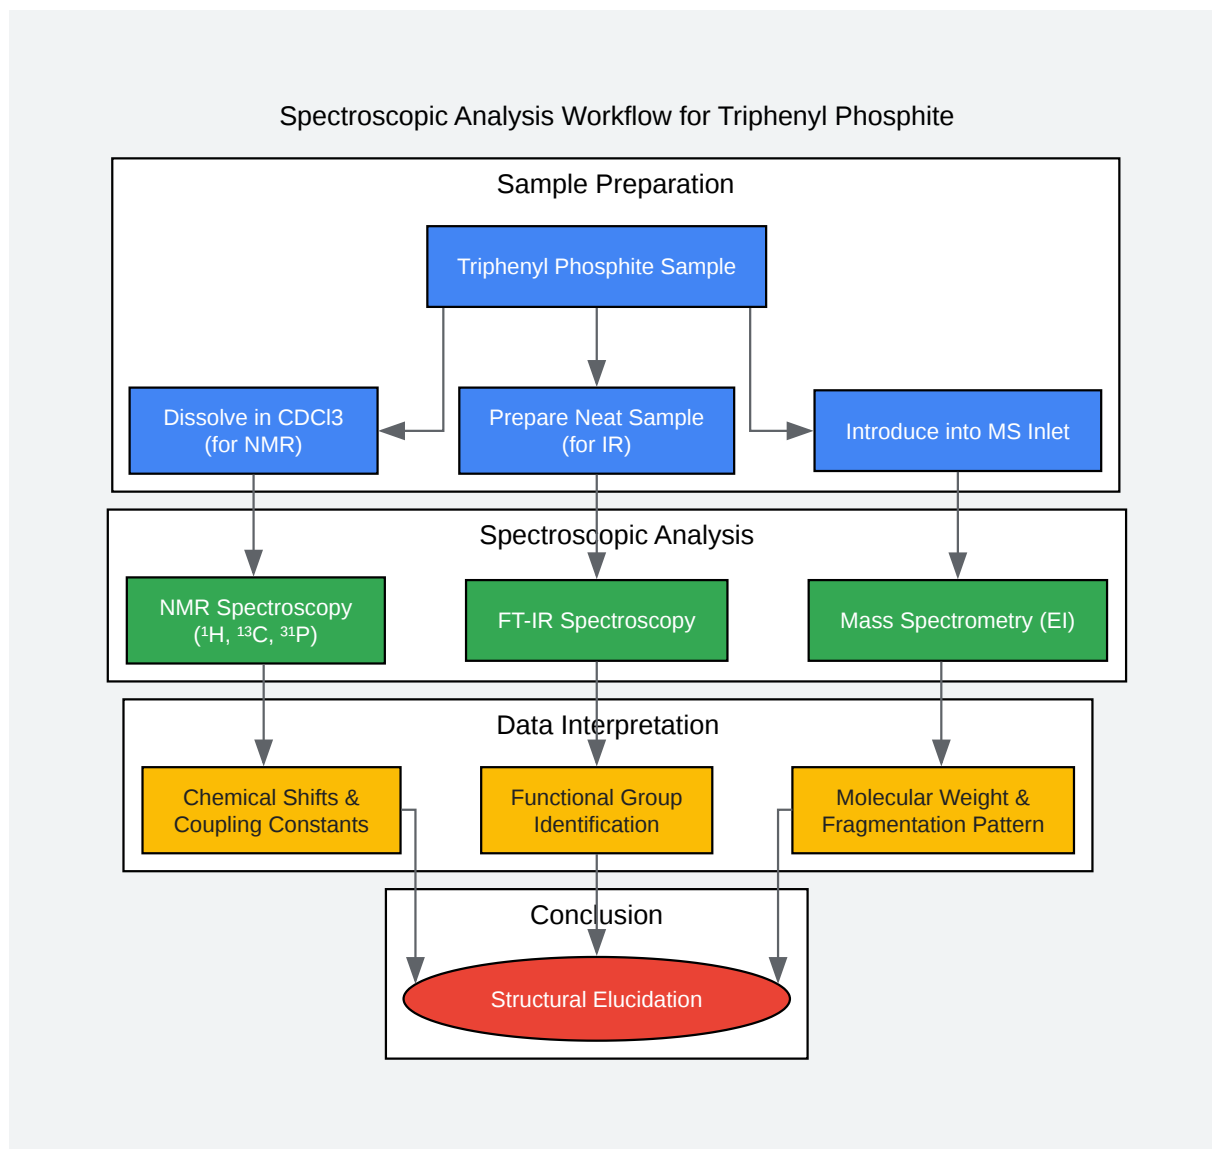 Spectroscopic Analysis Workflow for Triphenyl Phosphite
Sample Preparation
Triphenyl Phosphite Sample
Dissolve in CDCl3
(for NMR)
Prepare Neat Sample
(for IR)
Introduce into MS Inlet
Spectroscopic Analysis
NMR Spectroscopy
(¹H, ¹³C, ³¹P)
FT-IR Spectroscopy
Mass Spectrometry (EI)
Data Interpretation
Chemical Shifts &
Coupling Constants
Functional Group
Identification
Molecular Weight &
Fragmentation Pattern
Conclusion
Structural Elucidation